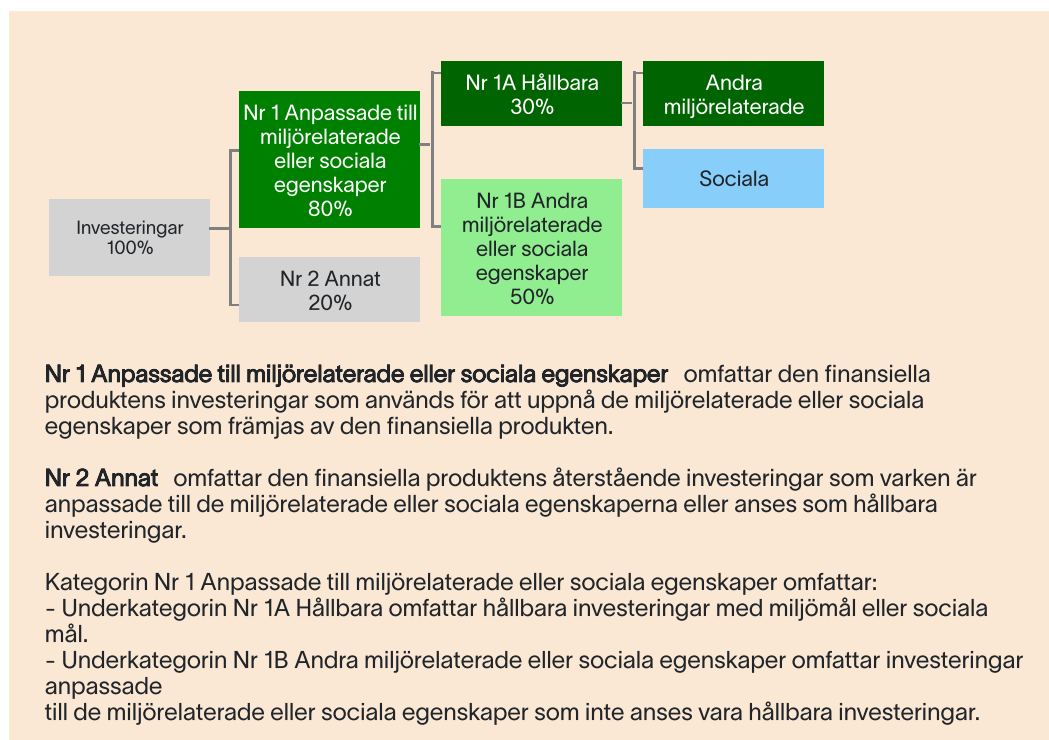 Investeringar
100%
Nr 1 Anpassade till
miljörelaterade
eller sociala
egenskaper
80%
Nr 2 Annat
20%
Nr 1A Hållbara
30%
Nr 1B Andra
miljörelaterade
eller sociala
egenskaper
50%
Andra
miljörelaterade
Sociala
Nr 1 Anpassade till miljörelaterade eller sociala egenskaper omfattar den finansiella
produktens investeringar som används för att uppnå de miljörelaterade eller sociala
egenskaper som främjas av den finansiella produkten.
Nr 2 Annat omfattar den finansiella produktens återstående investeringar som varken är
anpassade till de miljörelaterade eller sociala egenskaperna eller anses som hållbara
investeringar.
Kategorin Nr 1 Anpassade till miljörelaterade eller sociala egenskaper omfattar:
- Underkategorin Nr 1A Hållbara omfattar hållbara investeringar med miljömål eller sociala
mål.
- Underkategorin Nr 1B Andra miljörelaterade eller sociala egenskaper omfattar investeringar
anpassade
till de miljörelaterade eller sociala egenskaper som inte anses vara hållbara investeringar.